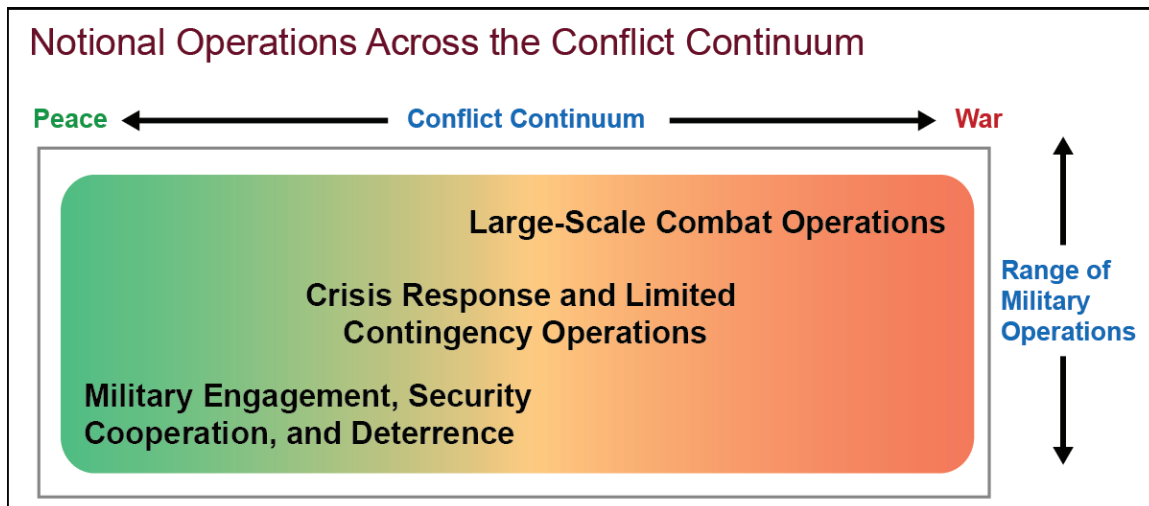 Notional Operations Across the Conflict Continuum
Peace Conflict Continuum War
Large-Scale Combat Operations
Crisis Response and Limited
Contingency Operations
Military Engagement, Security
Cooperation, and Deterrence
Range of
Military
Operations